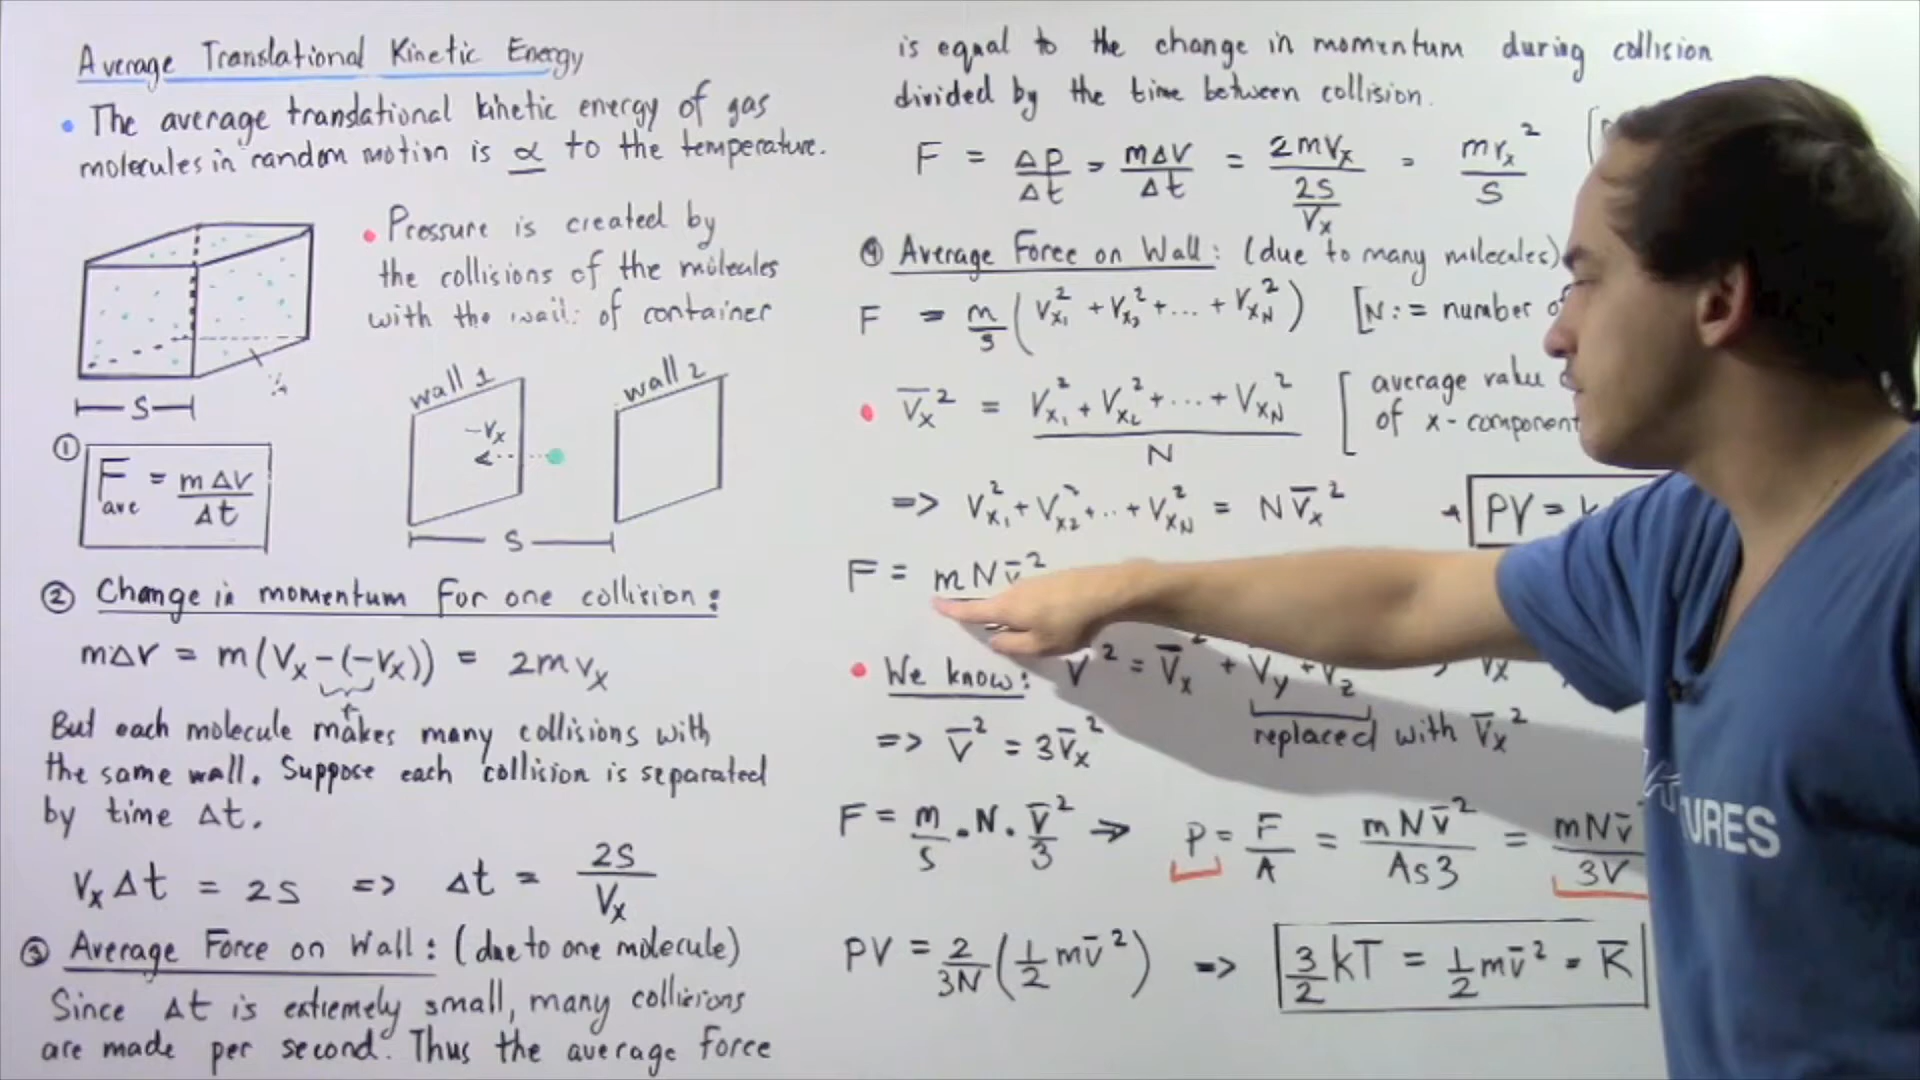 Average Translational Kinetic Energy
• The average translational kinetic energy of gas
molecules in random motion is α to the temperature.
• Pressure is created by
the collisions of the molecules
with the walls of container
S
wall 1
wall 2
-Vx
S
① F ave = mΔv / Δt
② Change in momentum for one collision:
mΔv = m(Vx -(-Vx)) = 2mvx
+
But each molecule makes many collisions with
the same wall. Suppose each collision is separated
by time Δt.
VxΔt = 2s => Δt = 2s / Vx
③ Average Force on Wall: (due to one molecule)
Since Δt is extremely small, many collisions
are made per second. Thus the average force
is equal to the change in momentum during collision
divided by the time between collision.
F = ΔP / Δt = mΔv / Δt = 2mVx / (2s / Vx) = mvx² / s
④ Average Force on Wall: (due to many molecules)
F = m/s (Vx₁² + Vx₂² + ... + VxN²) [N: = number of
• V̄x² = (Vx₁² + Vx₂² + ... + VxN²) / N [average value
of x-component
=> Vx₁² + Vx₂² + .. + VxN² = N V̄x²
PV =
F = mN v̄²
• We know: V² = V̄x² + V̄y² + V̄z² , Vx
replaced with V̄x²
=> V̄² = 3V̄x²
F = m/s · N · V̄²/3 => P = F/A = mNv̄² / As3 = mNv̄ / 3V
PV = 2/3N (1/2 mv̄²) => 3/2 kT = 1/2 mv̄² = K̄
URES